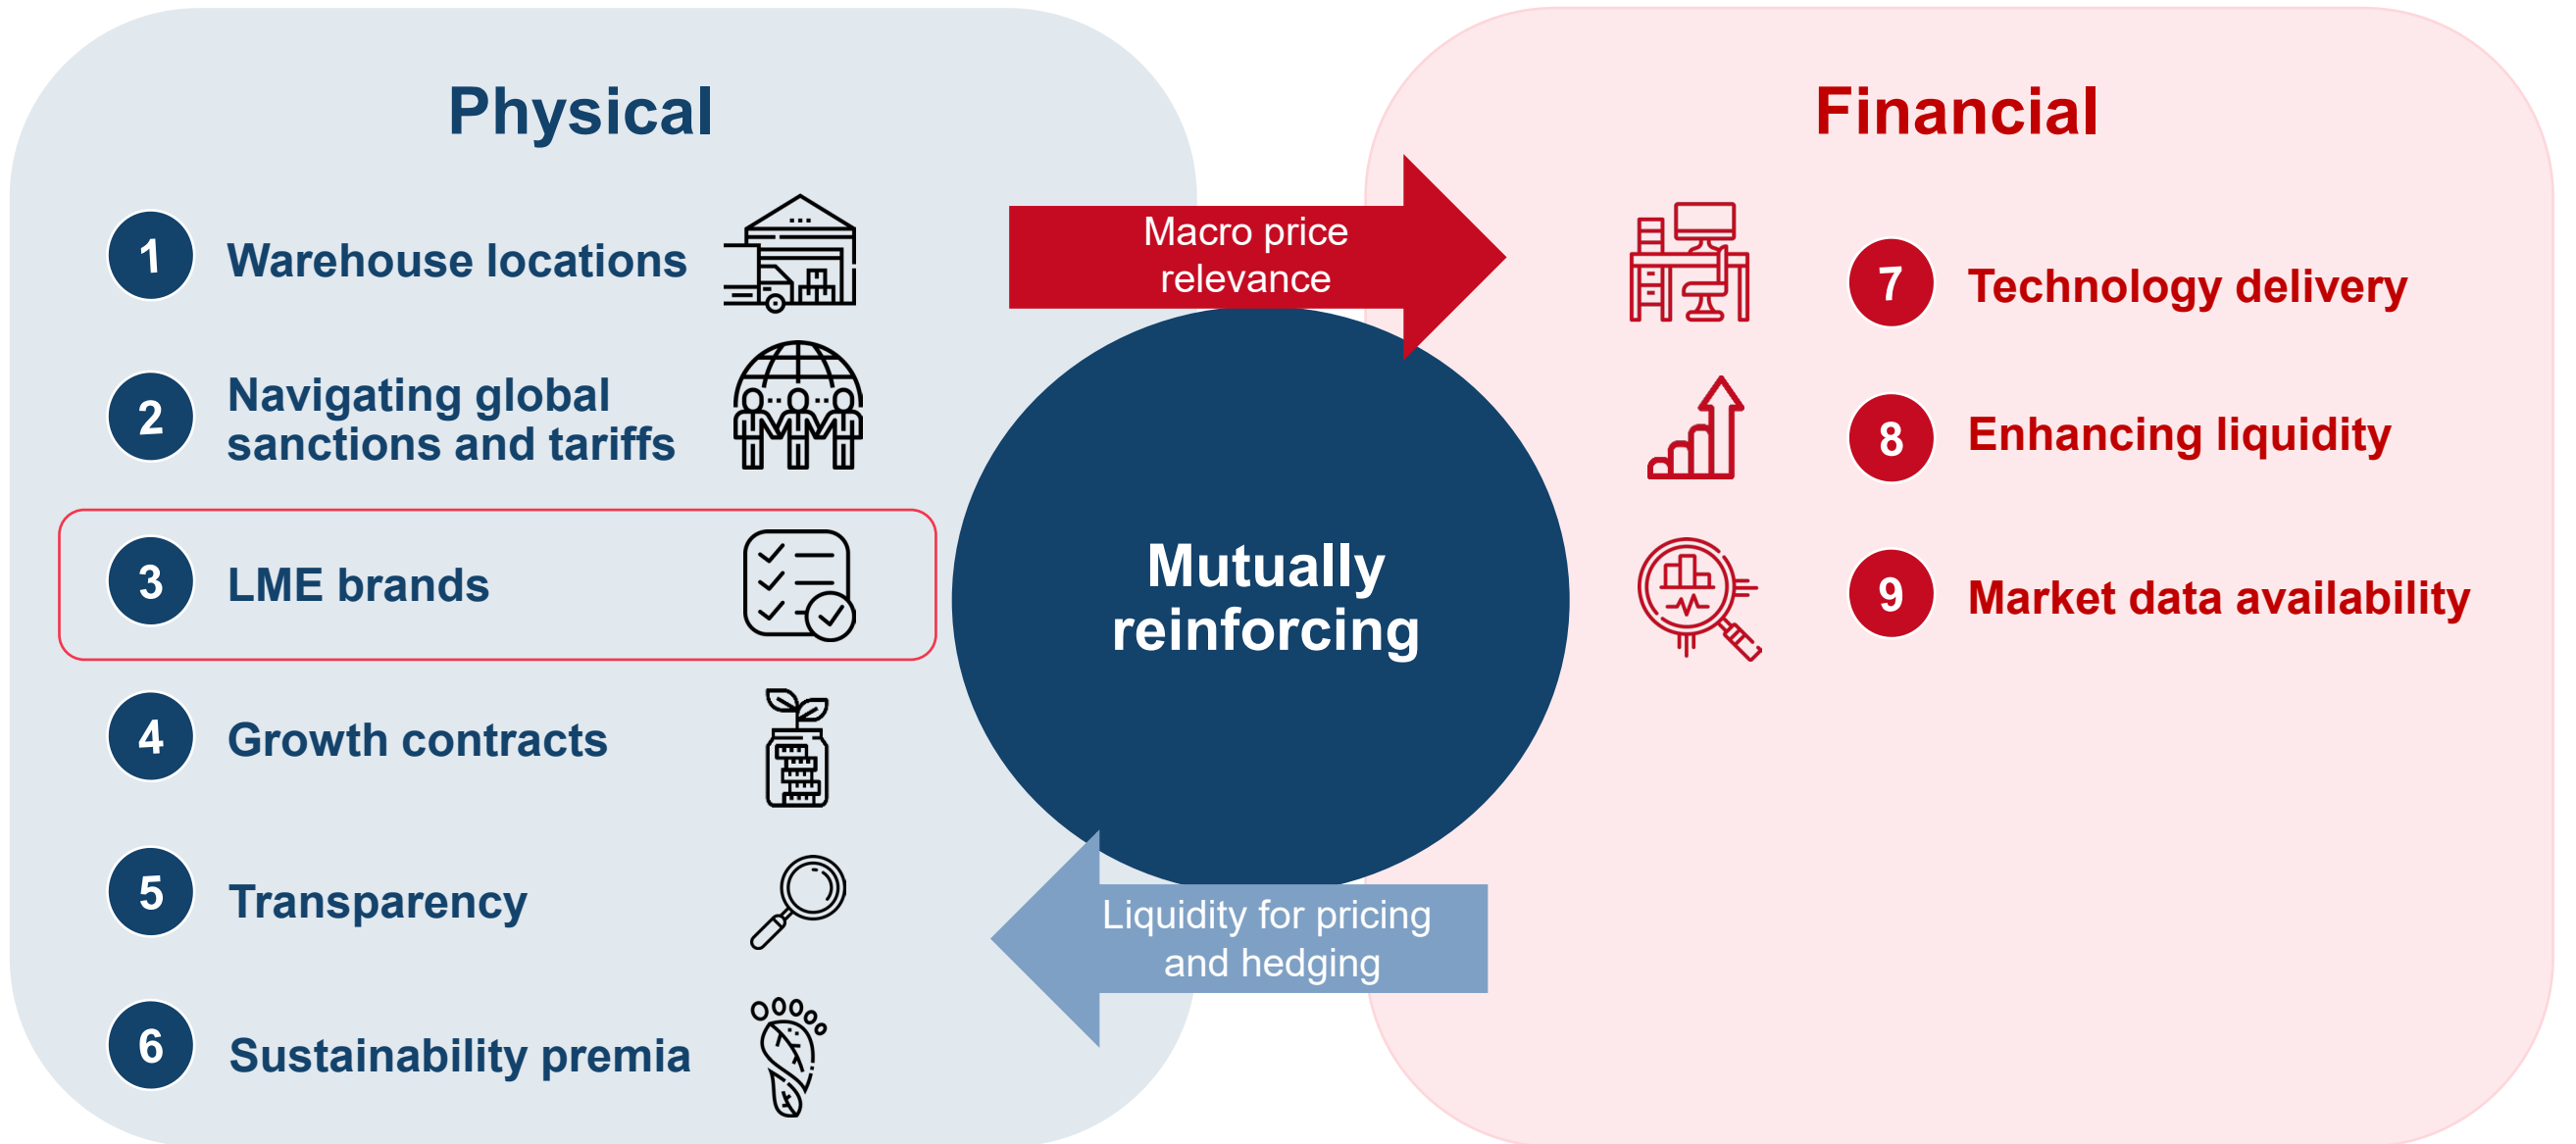 Physical
1
Warehouse locations
2
Navigating global
sanctions and tariffs
3
LME brands
4
Growth contracts
5
Transparency
6
Sustainability premia
Macro price
relevance
Mutually
reinforcing
Liquidity for pricing
and hedging
Financial
7
Technology delivery
8
Enhancing liquidity
9
Market data availability